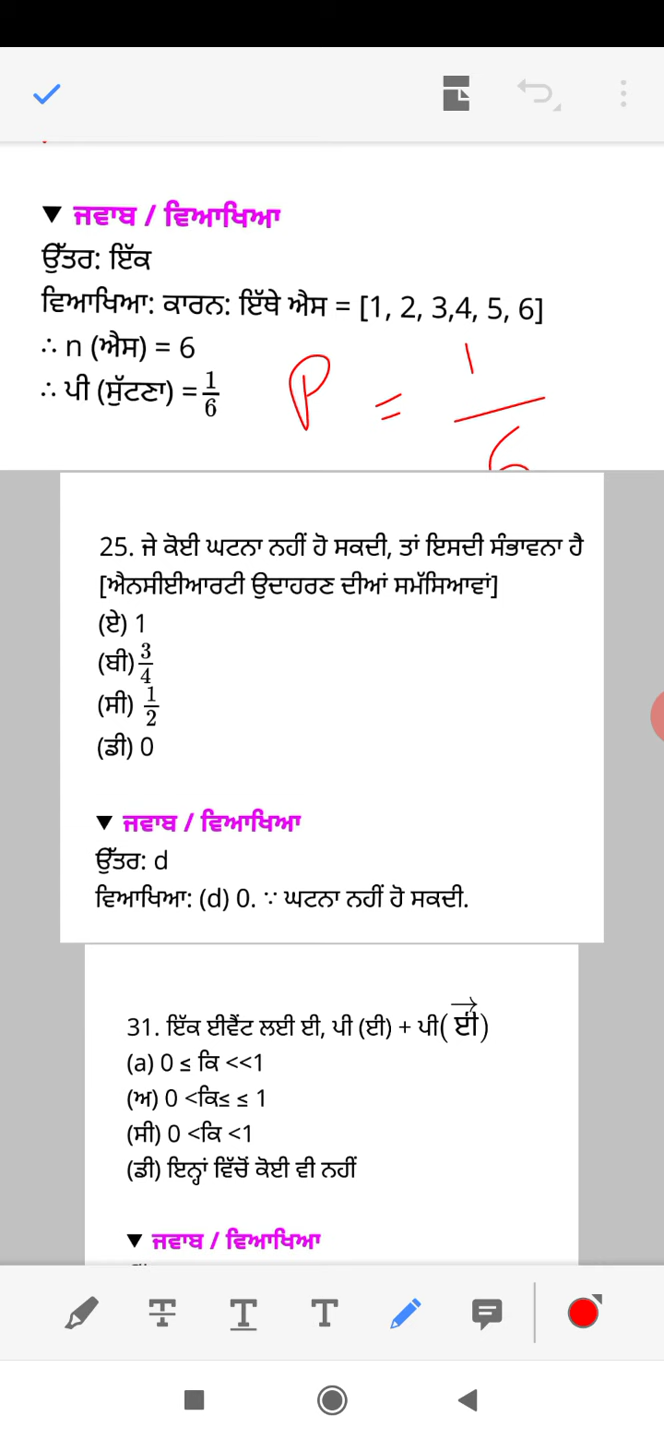 ▼ ਜਵਾਬ / ਵਿਆਖਿਆ
ਉੱਤਰ: ਇੱਕ
ਵਿਆਖਿਆ: ਕਾਰਨ: ਇੱਥੇ ਐਸ = [1, 2, 3,4, 5, 6]
∴ n (ਐਸ) = 6
∴ ਪੀ (ਸੁੱਟਣਾ) = 1/6
P = 1/6
25. ਜੇ ਕੋਈ ਘਟਨਾ ਨਹੀਂ ਹੋ ਸਕਦੀ, ਤਾਂ ਇਸਦੀ ਸੰਭਾਵਨਾ ਹੈ
[ਐਨਸੀਈਆਰਟੀ ਉਦਾਹਰਣ ਦੀਆਂ ਸਮੱਸਿਆਵਾਂ]
(ਏ) 1
(ਬੀ) 3/4
(ਸੀ) 1/2
(ਡੀ) 0
▼ ਜਵਾਬ / ਵਿਆਖਿਆ
ਉੱਤਰ: d
ਵਿਆਖਿਆ: (d) 0. ∵ ਘਟਨਾ ਨਹੀਂ ਹੋ ਸਕਦੀ.
31. ਇੱਕ ਈਵੈਂਟ ਲਈ ਈ, ਪੀ (ਈ) + ਪੀ(
(a) 0 ≤ ਕਿ <<1
(ਅ) 0 <ਕਿ≤ ≤ 1
(ਸੀ) 0 <ਕਿ <1
(ਡੀ) ਇਨ੍ਹਾਂ ਵਿੱਚੋਂ ਕੋਈ ਵੀ ਨਹੀਂ
▼ ਜਵਾਬ / ਵਿਆਖਿਆ